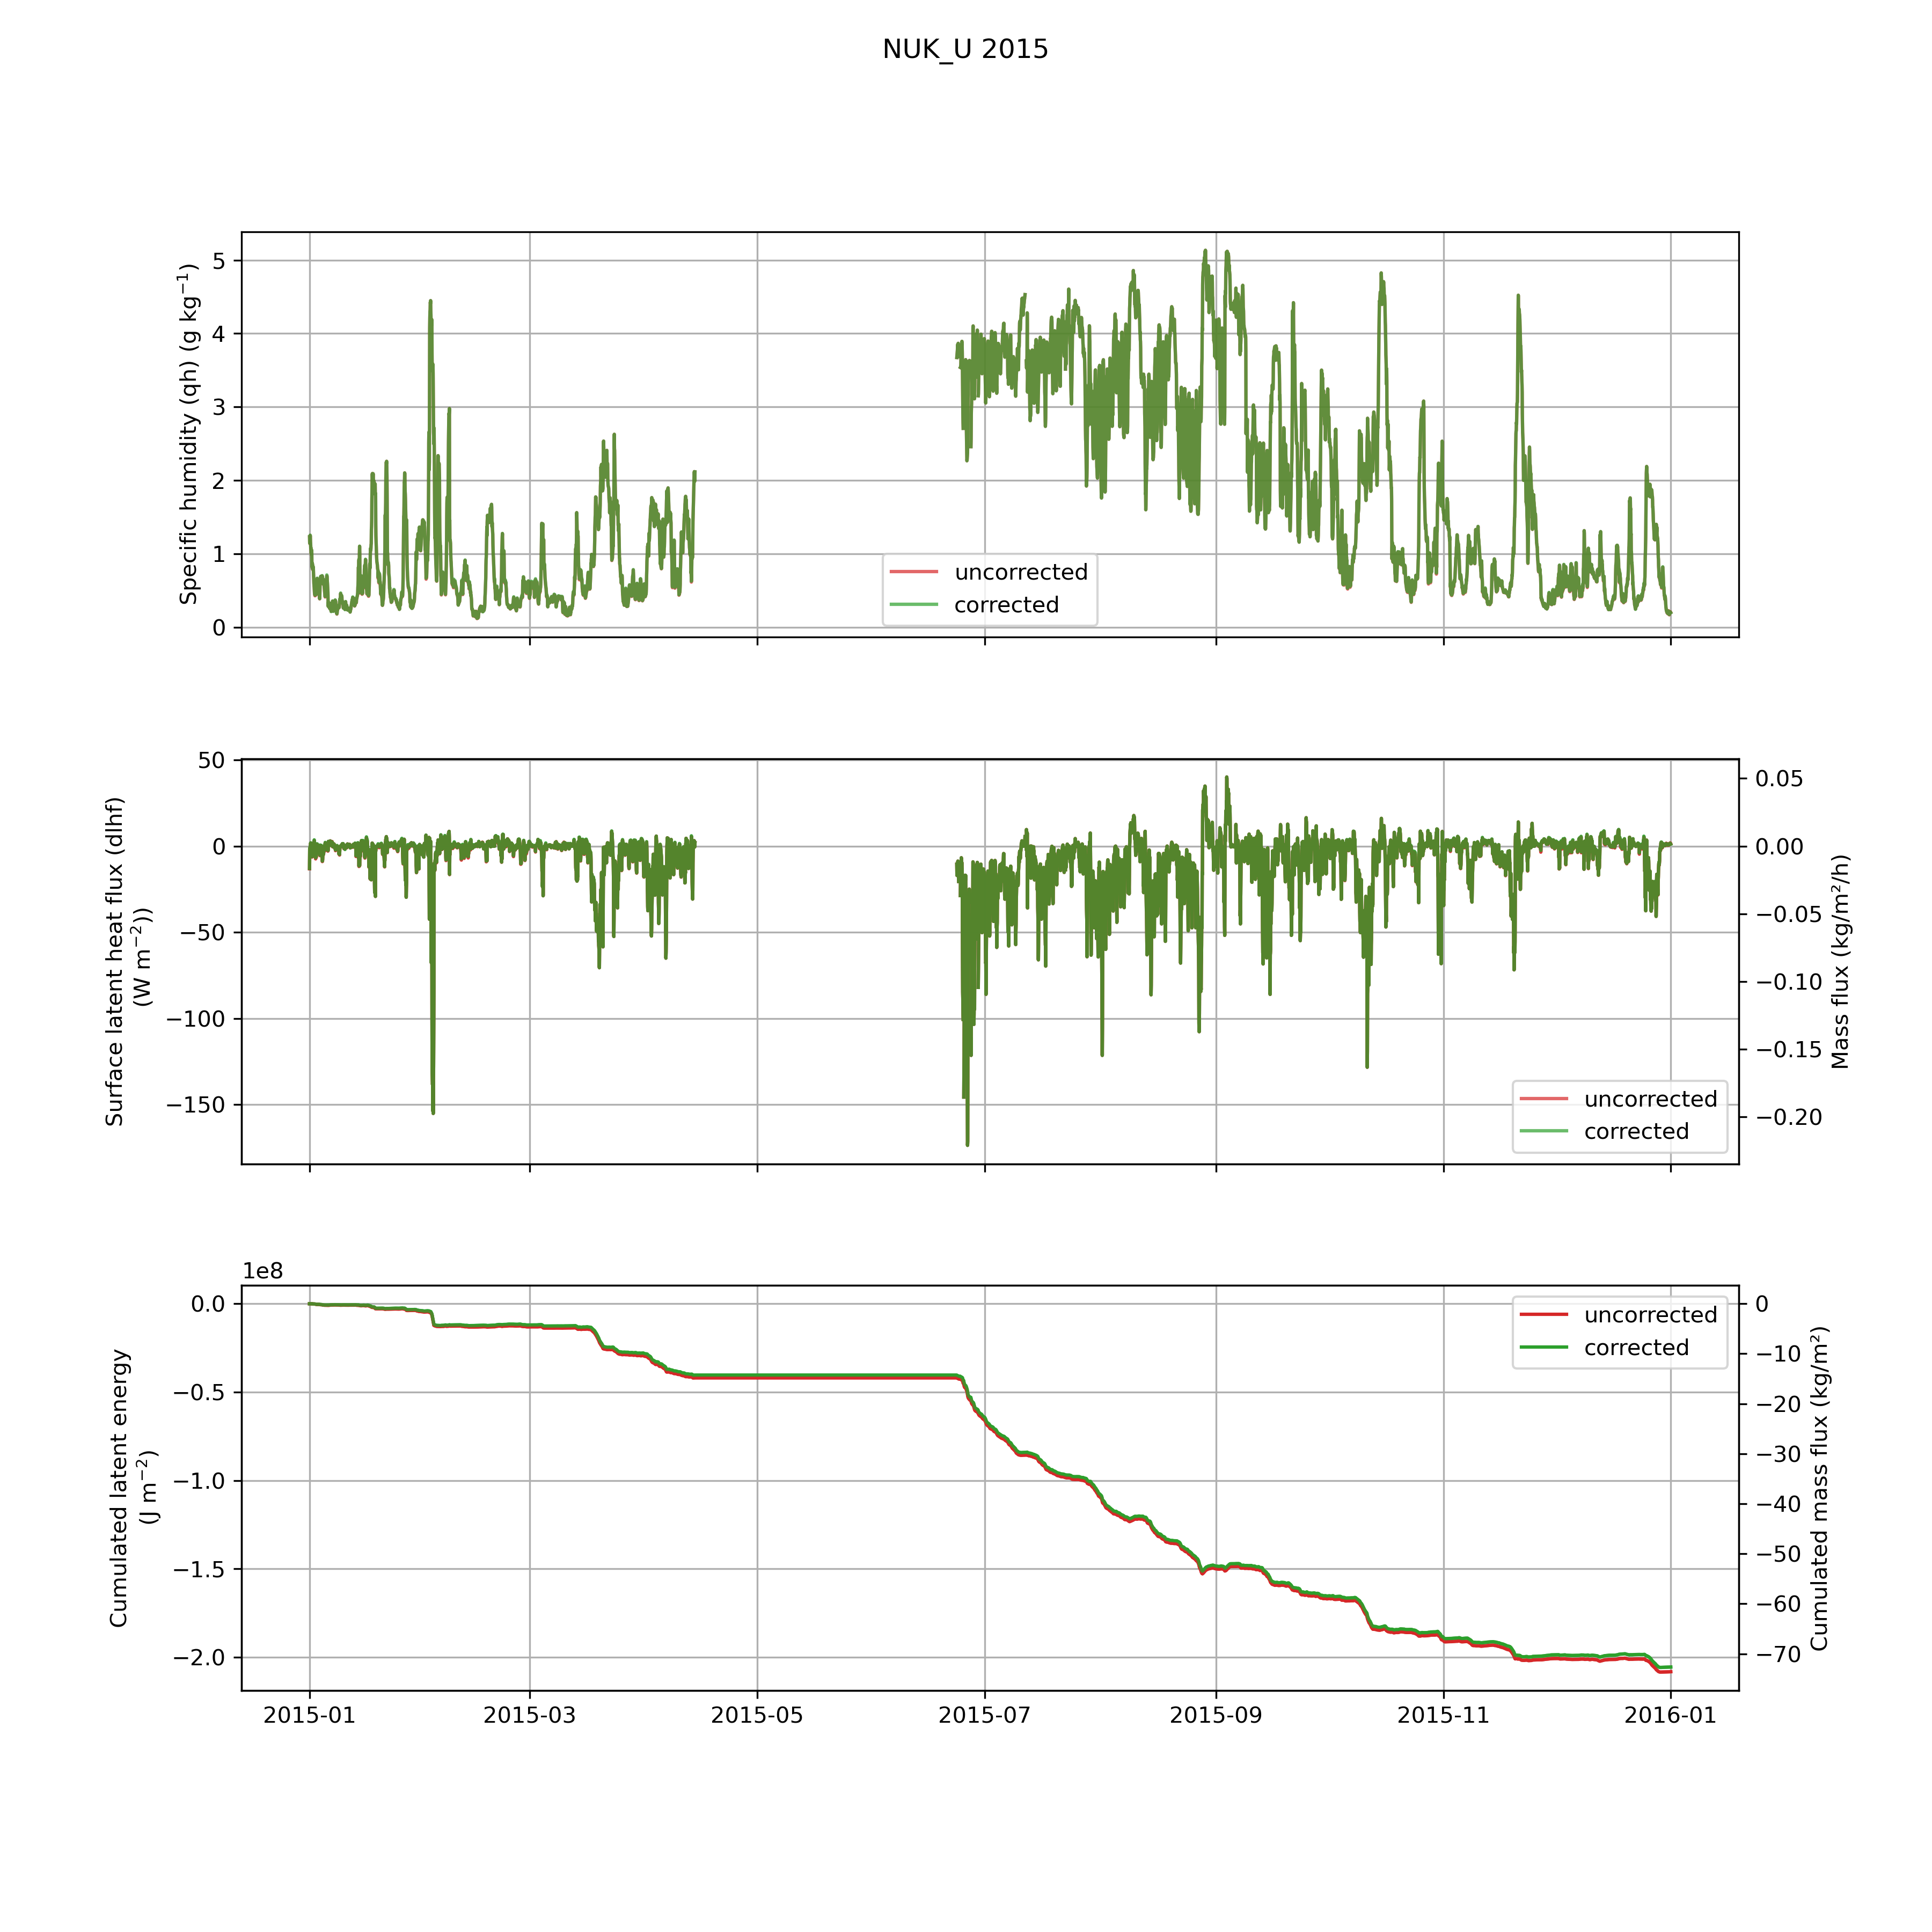 NUK_U 2015
Specific humidity (qh) (g kg⁻¹)
5
4
3
2
1
0
uncorrected
corrected
Surface latent heat flux (dlhf)
(W m⁻²))
50
0
−50
−100
−150
0.05
0.00
−0.05
−0.10
−0.15
−0.20
Mass flux (kg/m²/h)
uncorrected
corrected
1e8
Cumulated latent energy
(J m⁻²)
0.0
−0.5
−1.0
−1.5
−2.0
0
−10
−20
−30
−40
−50
−60
−70
Cumulated mass flux (kg/m²)
uncorrected
corrected
2015-01 2015-03 2015-05 2015-07 2015-09 2015-11 2016-01